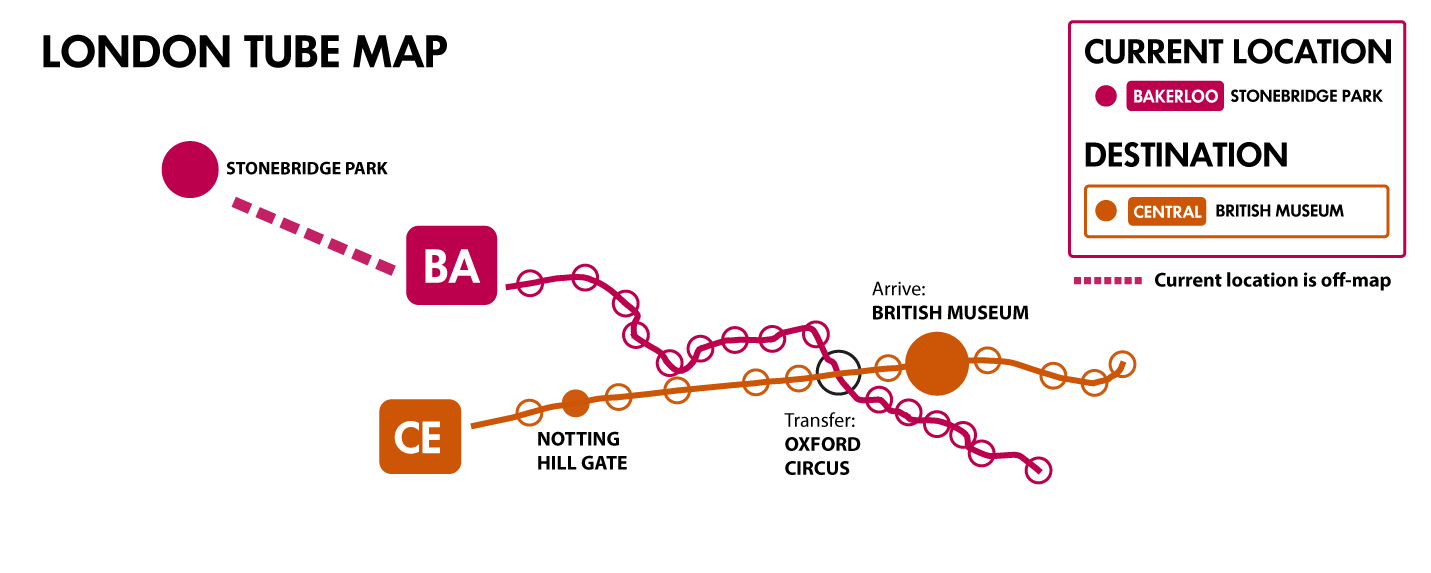 LONDON TUBE MAP
CURRENT LOCATION
BAKERLOO STONEBRIDGE PARK
DESTINATION
CENTRAL BRITISH MUSEUM
Current location is off-map
STONEBRIDGE PARK
BA
Arrive:
BRITISH MUSEUM
CE
NOTTING
HILL GATE
Transfer:
OXFORD
CIRCUS